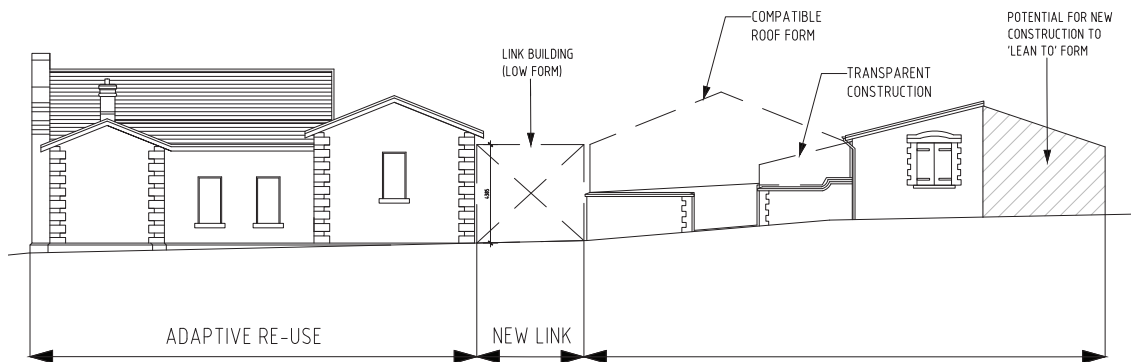 COMPATIBLE
ROOF FORM
POTENTIAL FOR NEW
CONSTRUCTION TO
'LEAN TO' FORM
LINK BUILDING
(LOW FORM)
TRANSPARENT
CONSTRUCTION
ADAPTIVE RE-USE
NEW LINK